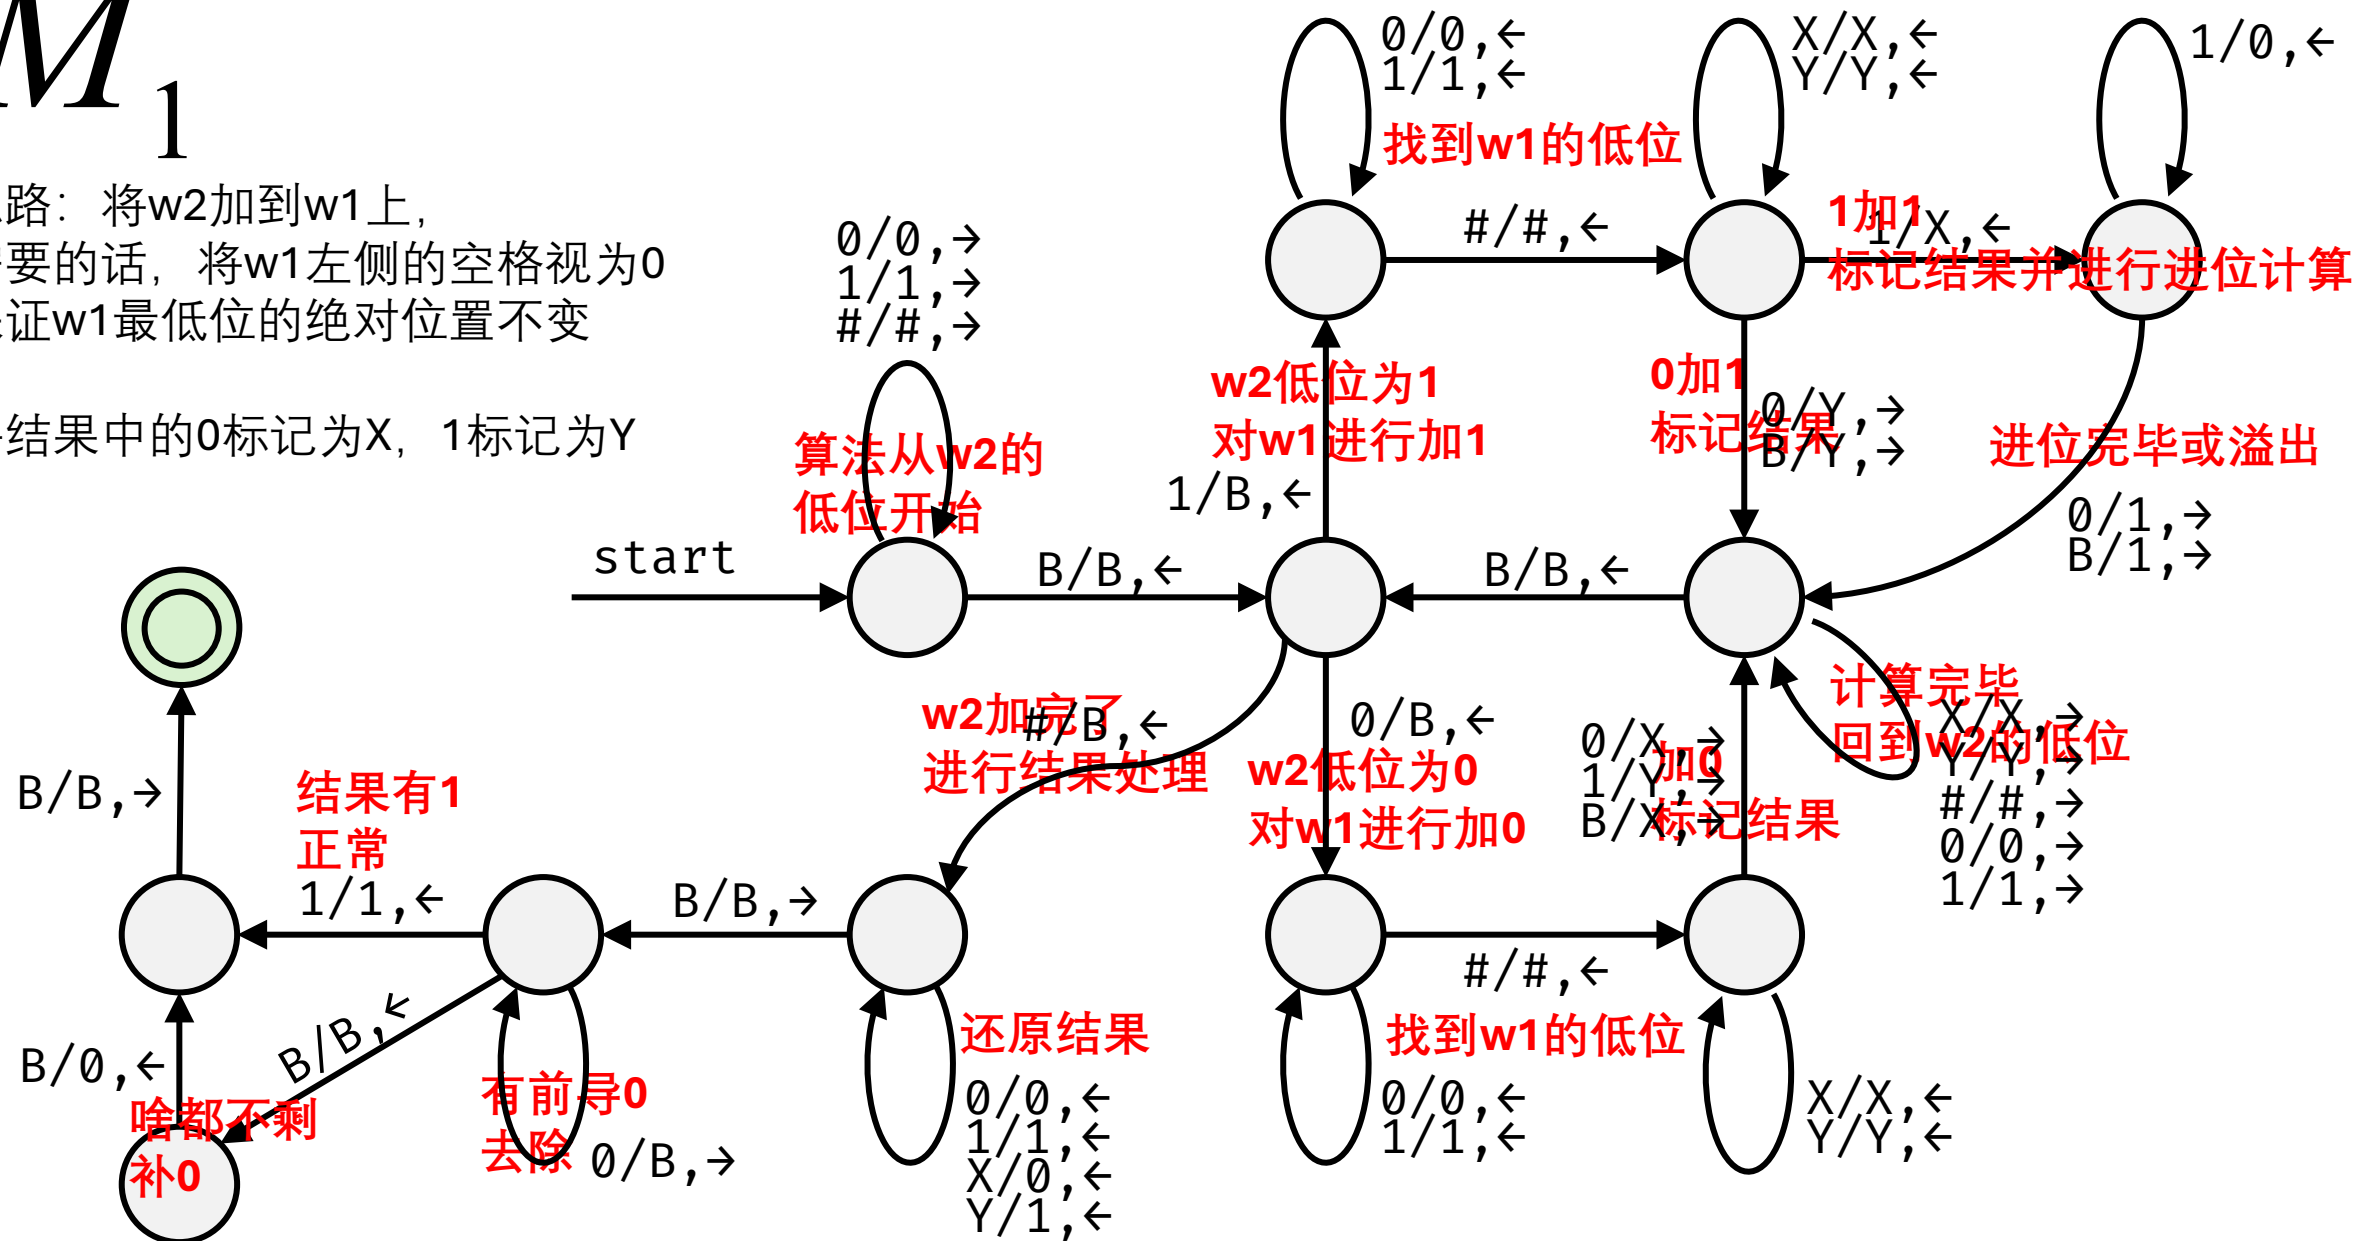 M1
路：将w2加到w1上，
要的话，将w1左侧的空格视为0
证w1最低位的绝对位置不变
结果中的0标记为X，1标记为Y
0/0,←
1/1,←
找到w1的低位
X/X,←
Y/Y,←
1/0,←
#/#,←
1加1
标记结果并进行进位计算
1/X,←
0/0,→
1/1,→
#/#,→
算法从w2的
低位开始
w2低位为1
对w1进行加1
1/B,←
0加1
标记结果
0/Y,→
B/Y,→
进位完毕或溢出
0/1,→
B/1,→
start
B/B,←
B/B,←
w2加完了
进行结果处理
#/B,←
0/B,←
w2低位为0
对w1进行加0
加0
标记结果
0/X,→
1/Y,→
B/X,→
计算完毕
回到w2的低位
X/X,→
Y/Y,→
#/#,→
0/0,→
1/1,→
B/B,→
结果有1
正常
1/1,←
B/B,→
#/#,←
找到w1的低位
0/0,←
1/1,←
X/X,←
Y/Y,←
还原结果
0/0,←
1/1,←
X/0,←
Y/1,←
有前导0
去除
0/B,→
B/B,←
B/0,←
啥都不剩
补0